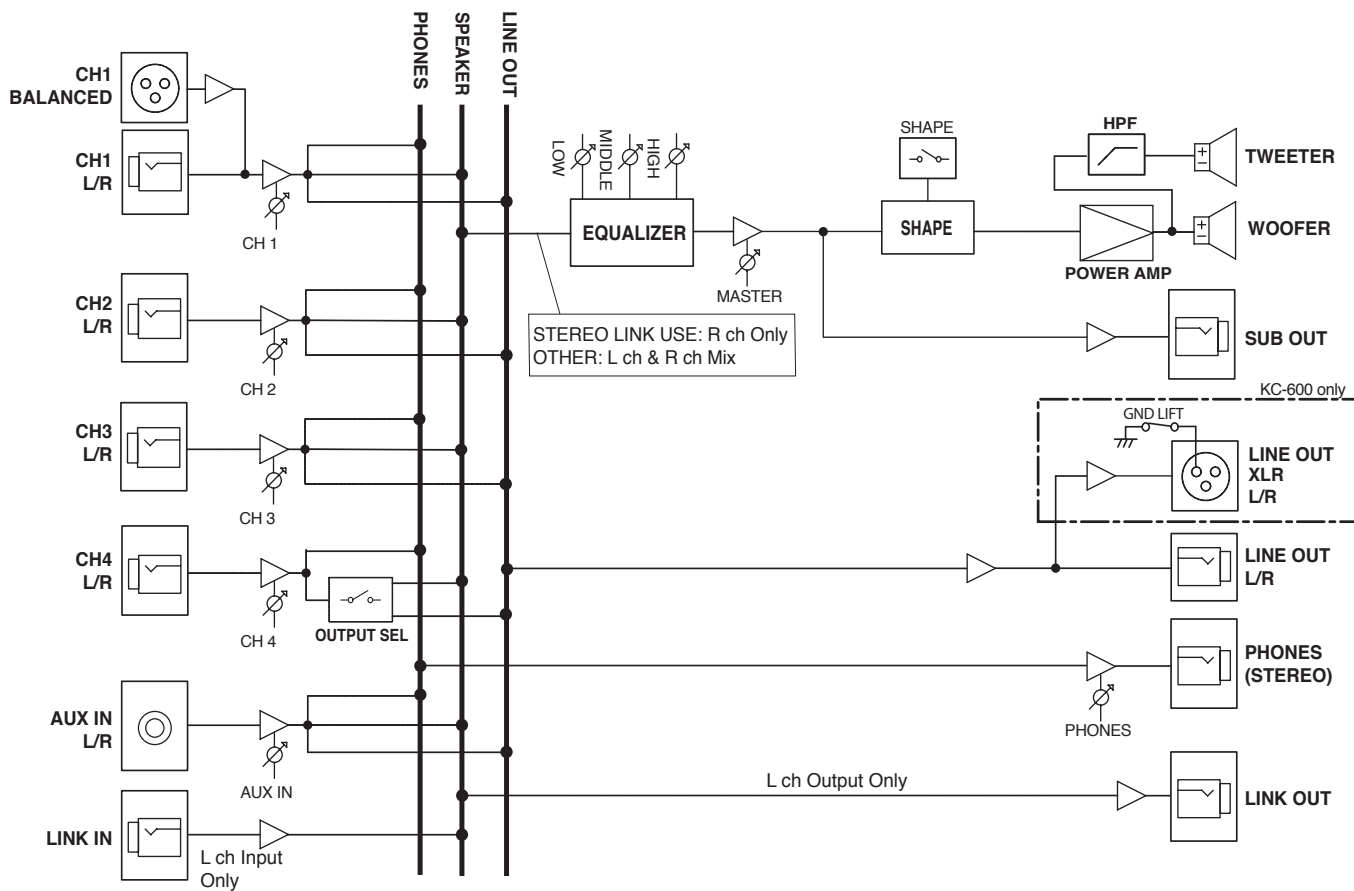 PHONES
SPEAKER
LINE OUT
CH1
BALANCED
CH1
L/R
CH 1
LOW
MIDDLE
HIGH
EQUALIZER
MASTER
SHAPE
SHAPE
HPF
TWEETER
WOOFER
POWER AMP
STEREO LINK USE: R ch Only
OTHER: L ch & R ch Mix
SUB OUT
CH2
L/R
CH 2
KC-600 only
GND LIFT
LINE OUT
XLR
L/R
CH3
L/R
CH 3
CH4
L/R
CH 4
OUTPUT SEL
LINE OUT
L/R
PHONES
(STEREO)
PHONES
AUX IN
L/R
AUX IN
L ch Output Only
LINK OUT
LINK IN
L ch Input
Only